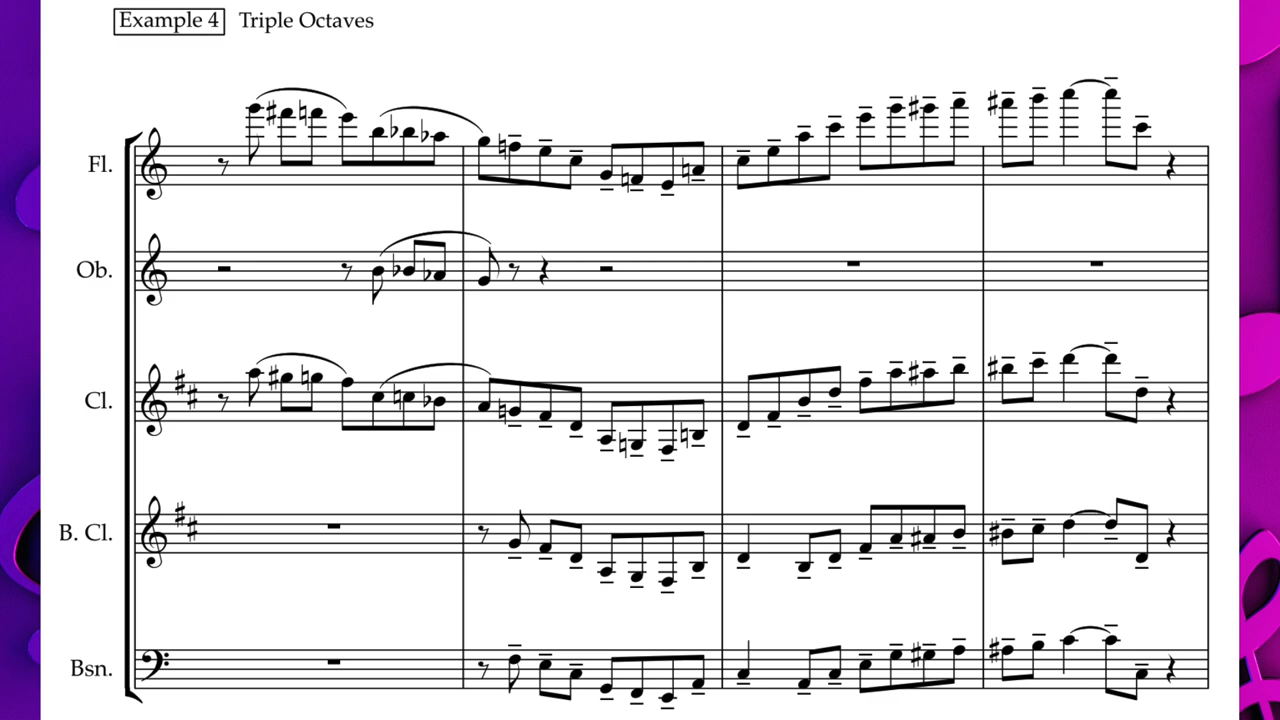 Example 4 Triple Octaves
Fl.
Ob.
Cl.
B. Cl.
Bsn.